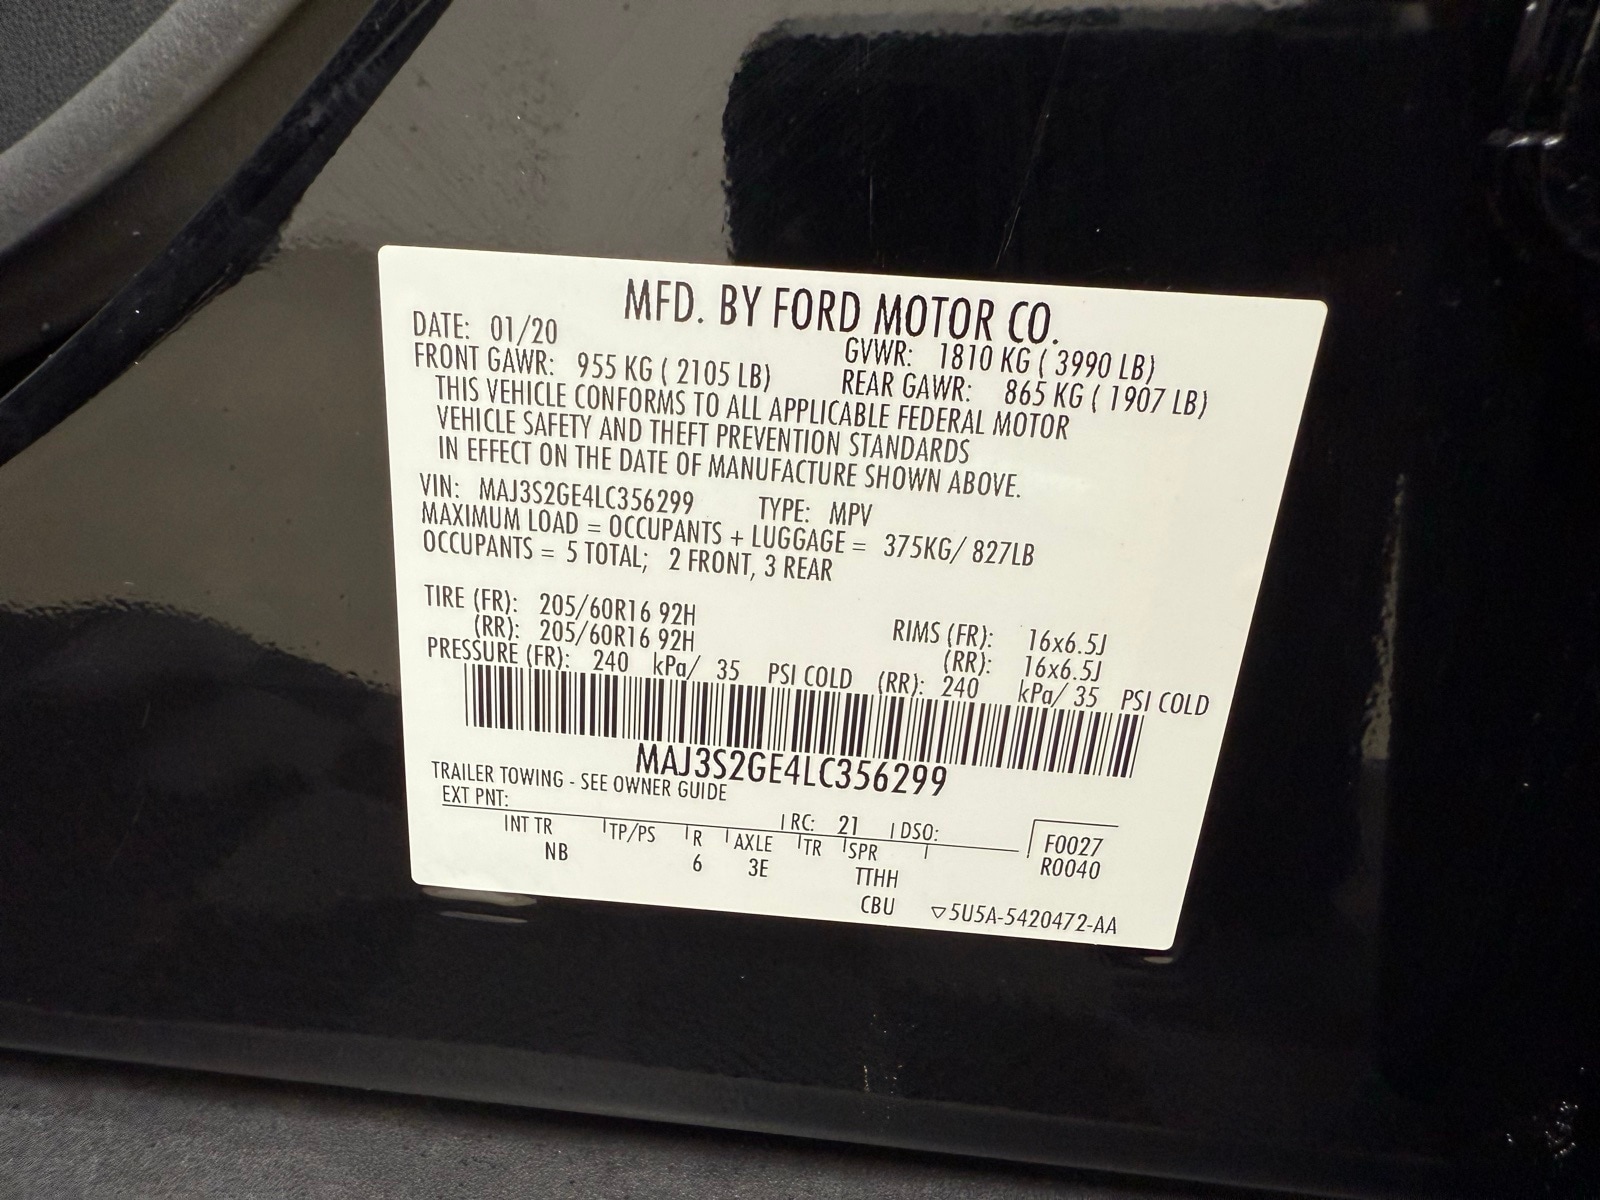 MFD. BY FORD MOTOR CO.
DATE: 01/20 GVWR: 1810 KG ( 3990 LB)
FRONT GAWR: 955 KG ( 2105 LB) REAR GAWR: 865 KG ( 1907 LB)
THIS VEHICLE CONFORMS TO ALL APPLICABLE FEDERAL MOTOR
VEHICLE SAFETY AND THEFT PREVENTION STANDARDS
IN EFFECT ON THE DATE OF MANUFACTURE SHOWN ABOVE.
VIN: MAJ3S2GE4LC356299 TYPE: MPV
MAXIMUM LOAD = OCCUPANTS + LUGGAGE = 375KG/ 827LB
OCCUPANTS = 5 TOTAL; 2 FRONT, 3 REAR
TIRE (FR): 205/60R16 92H RIMS (FR): 16x6.5J
(RR): 205/60R16 92H (RR): 16x6.5J
PRESSURE (FR): 240 kPa/ 35 PSI COLD (RR): 240 kPa/ 35 PSI COLD
MAJ3S2GE4LC356299
TRAILER TOWING - SEE OWNER GUIDE
EXT PNT: RC: 21 DSO: F0027
INT TR TP/PS R AXLE TR SPR R0040
NB 6 3E TTHH
CBU ▽5U5A-5420472-AA